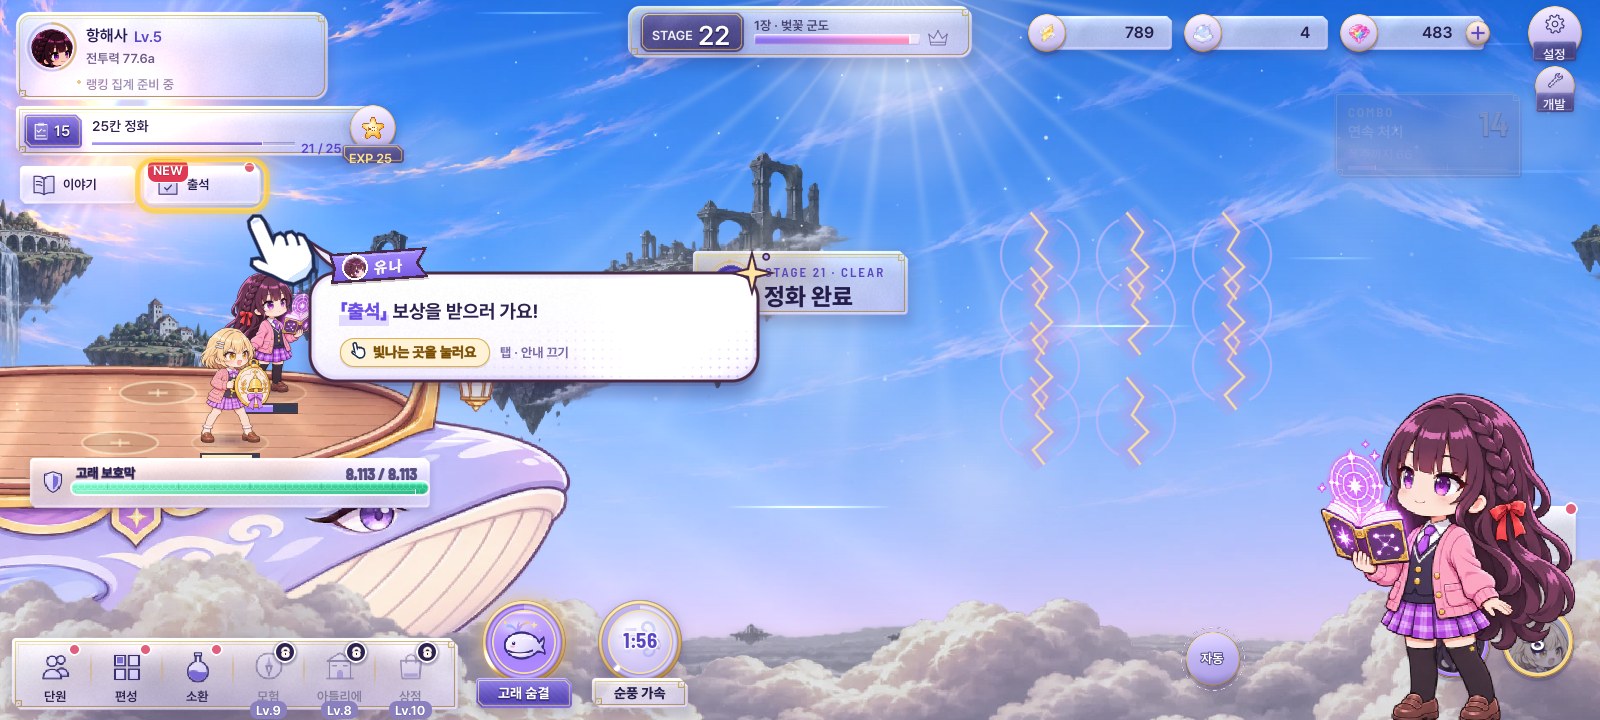 항해사 Lv.5
전투력 77.6a
랭킹 집계 준비 중
15
25칸 정화
21 / 25
EXP 25
이야기
NEW
출석
STAGE 22
1장 · 벚꽃 군도
789
4
483
설정
개발
COMBO
연속 처치
14
유나
「출석」 보상을 받으러 가요!
빛나는 곳을 눌러요
탭 · 안내 끄기
STAGE 21 · CLEAR
정화 완료
고래 보호막
8,113 / 8,113
단원
편성
소환
모험
Lv.9
아틀리에
Lv.8
상점
Lv.10
고래 숨결
1:56
순풍 가속
자동